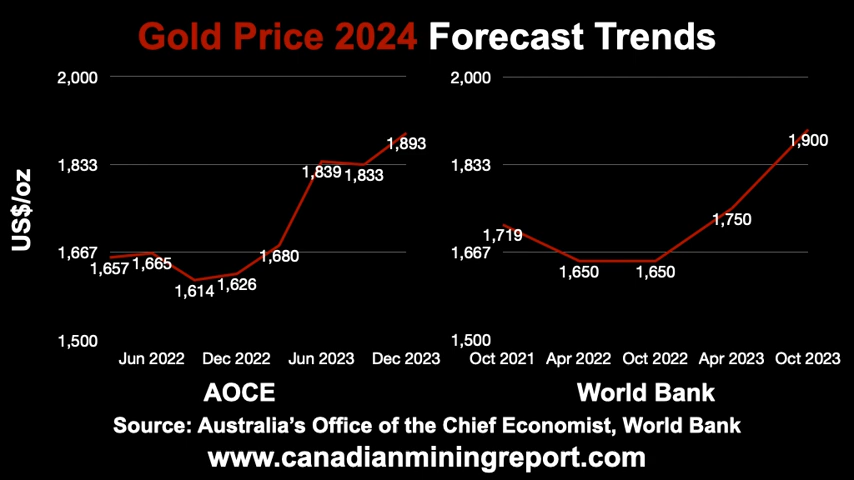 Gold Price 2024 Forecast Trends
US$/oz
2,000
1,833
1,667
1,500
1,657
1,665
1,614
1,626
1,680
1,839
1,833
1,893
Jun 2022 Dec 2022 Jun 2023 Dec 2023
AOCE
2,000
1,833
1,667
1,500
1,719
1,650
1,650
1,750
1,900
Oct 2021 Apr 2022 Oct 2022 Apr 2023 Oct 2023
World Bank
Source: Australia’s Office of the Chief Economist, World Bank
www.canadianminingreport.com